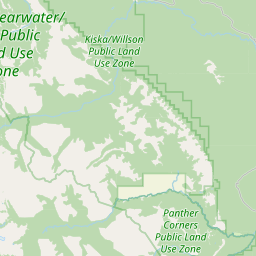 earwater/
Public
d Use
one
Kiska/Willson
Public Land
Use Zone
Panther
Corners
Public Land
Use Zone